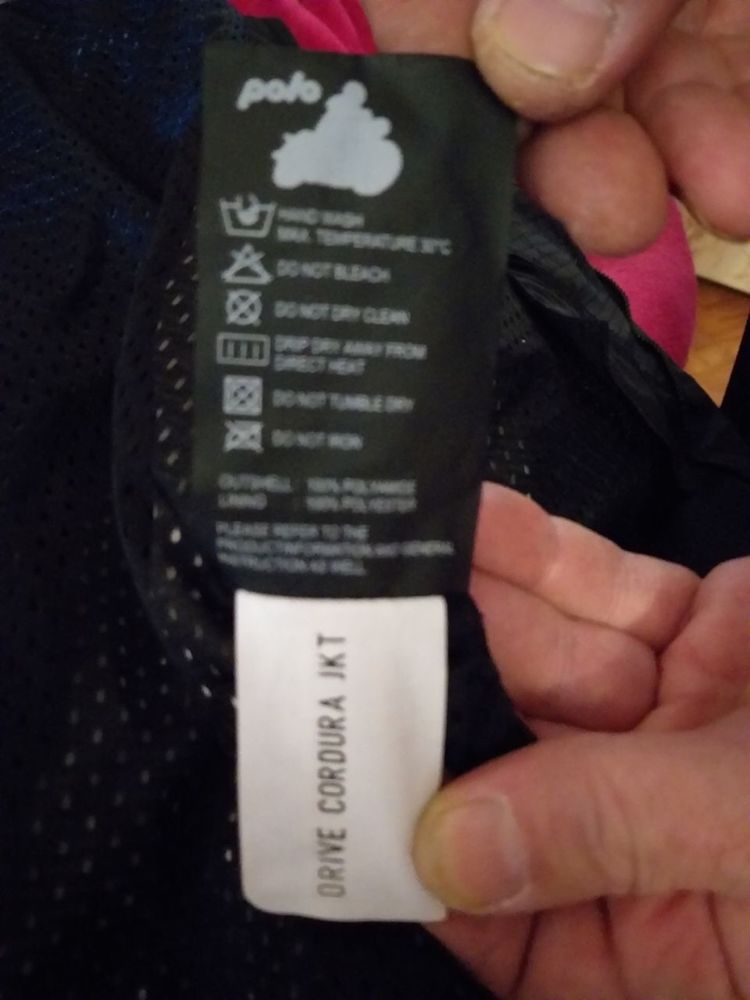 polo
HAND WASH
MAX. TEMPERATURE 30°C
DO NOT BLEACH
DO NOT DRY CLEAN
DRIP DRY AWAY FROM
DIRECT HEAT
DO NOT TUMBLE DRY
DO NOT IRON
OUTSHELL : 100% POLYAMIDE
LINING : 100% POLYESTER
PLEASE REFER TO THE
PRODUCT INFORMATION AND GENERAL
INSTRUCTION AS WELL.
DRIVE CORDURA JKT